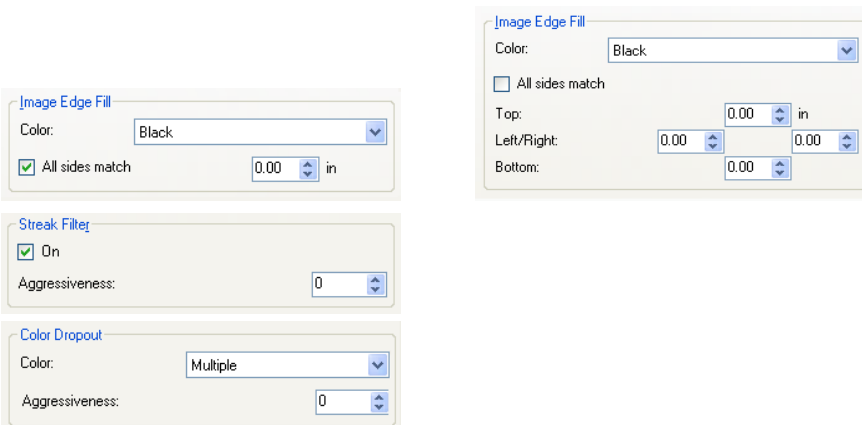 Image Edge Fill
Color: Black
All sides match 0.00 in
Streak Filter
On
Aggressiveness: 0
Color Dropout
Color: Multiple
Aggressiveness: 0
Image Edge Fill
Color: Black
All sides match
Top: 0.00 in
Left/Right: 0.00 0.00
Bottom: 0.00